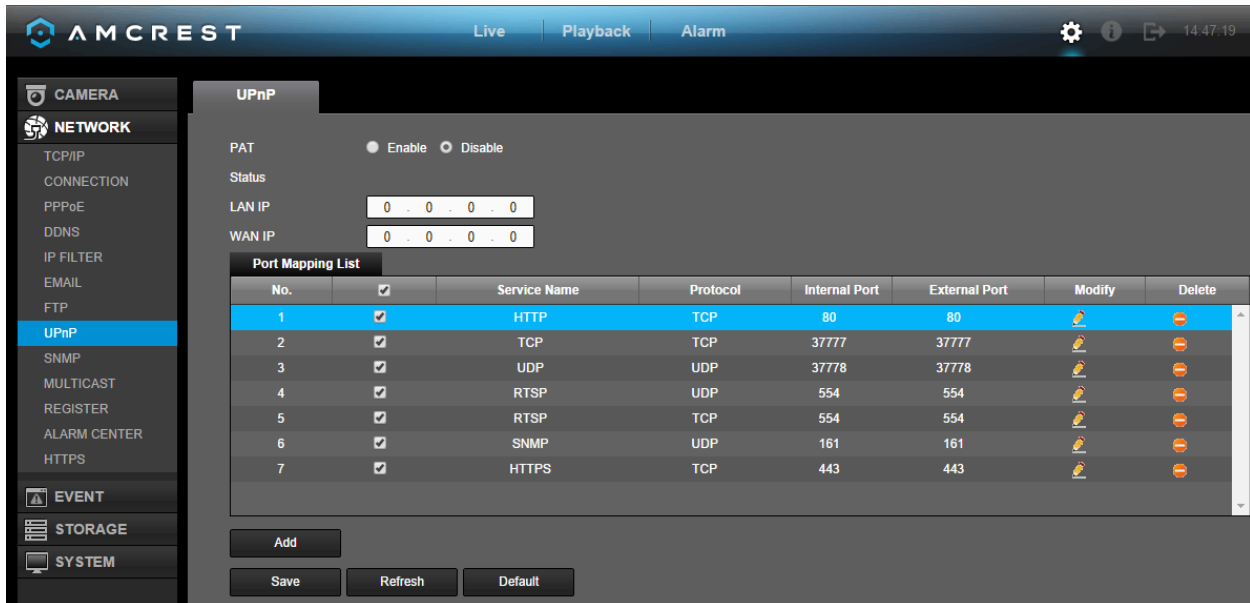 AMCREST
Live Playback Alarm
14:47:19
CAMERA
NETWORK
TCP/IP
CONNECTION
PPPoE
DDNS
IP FILTER
EMAIL
FTP
UPnP
SNMP
MULTICAST
REGISTER
ALARM CENTER
HTTPS
EVENT
STORAGE
SYSTEM
UPnP
PAT Enable Disable
Status
LAN IP 0 . 0 . 0 . 0
WAN IP 0 . 0 . 0 . 0
Port Mapping List
No. Service Name Protocol Internal Port External Port Modify Delete
1 HTTP TCP 80 80
2 TCP TCP 37777 37777
3 UDP UDP 37778 37778
4 RTSP UDP 554 554
5 RTSP TCP 554 554
6 SNMP UDP 161 161
7 HTTPS TCP 443 443
Add
Save Refresh Default